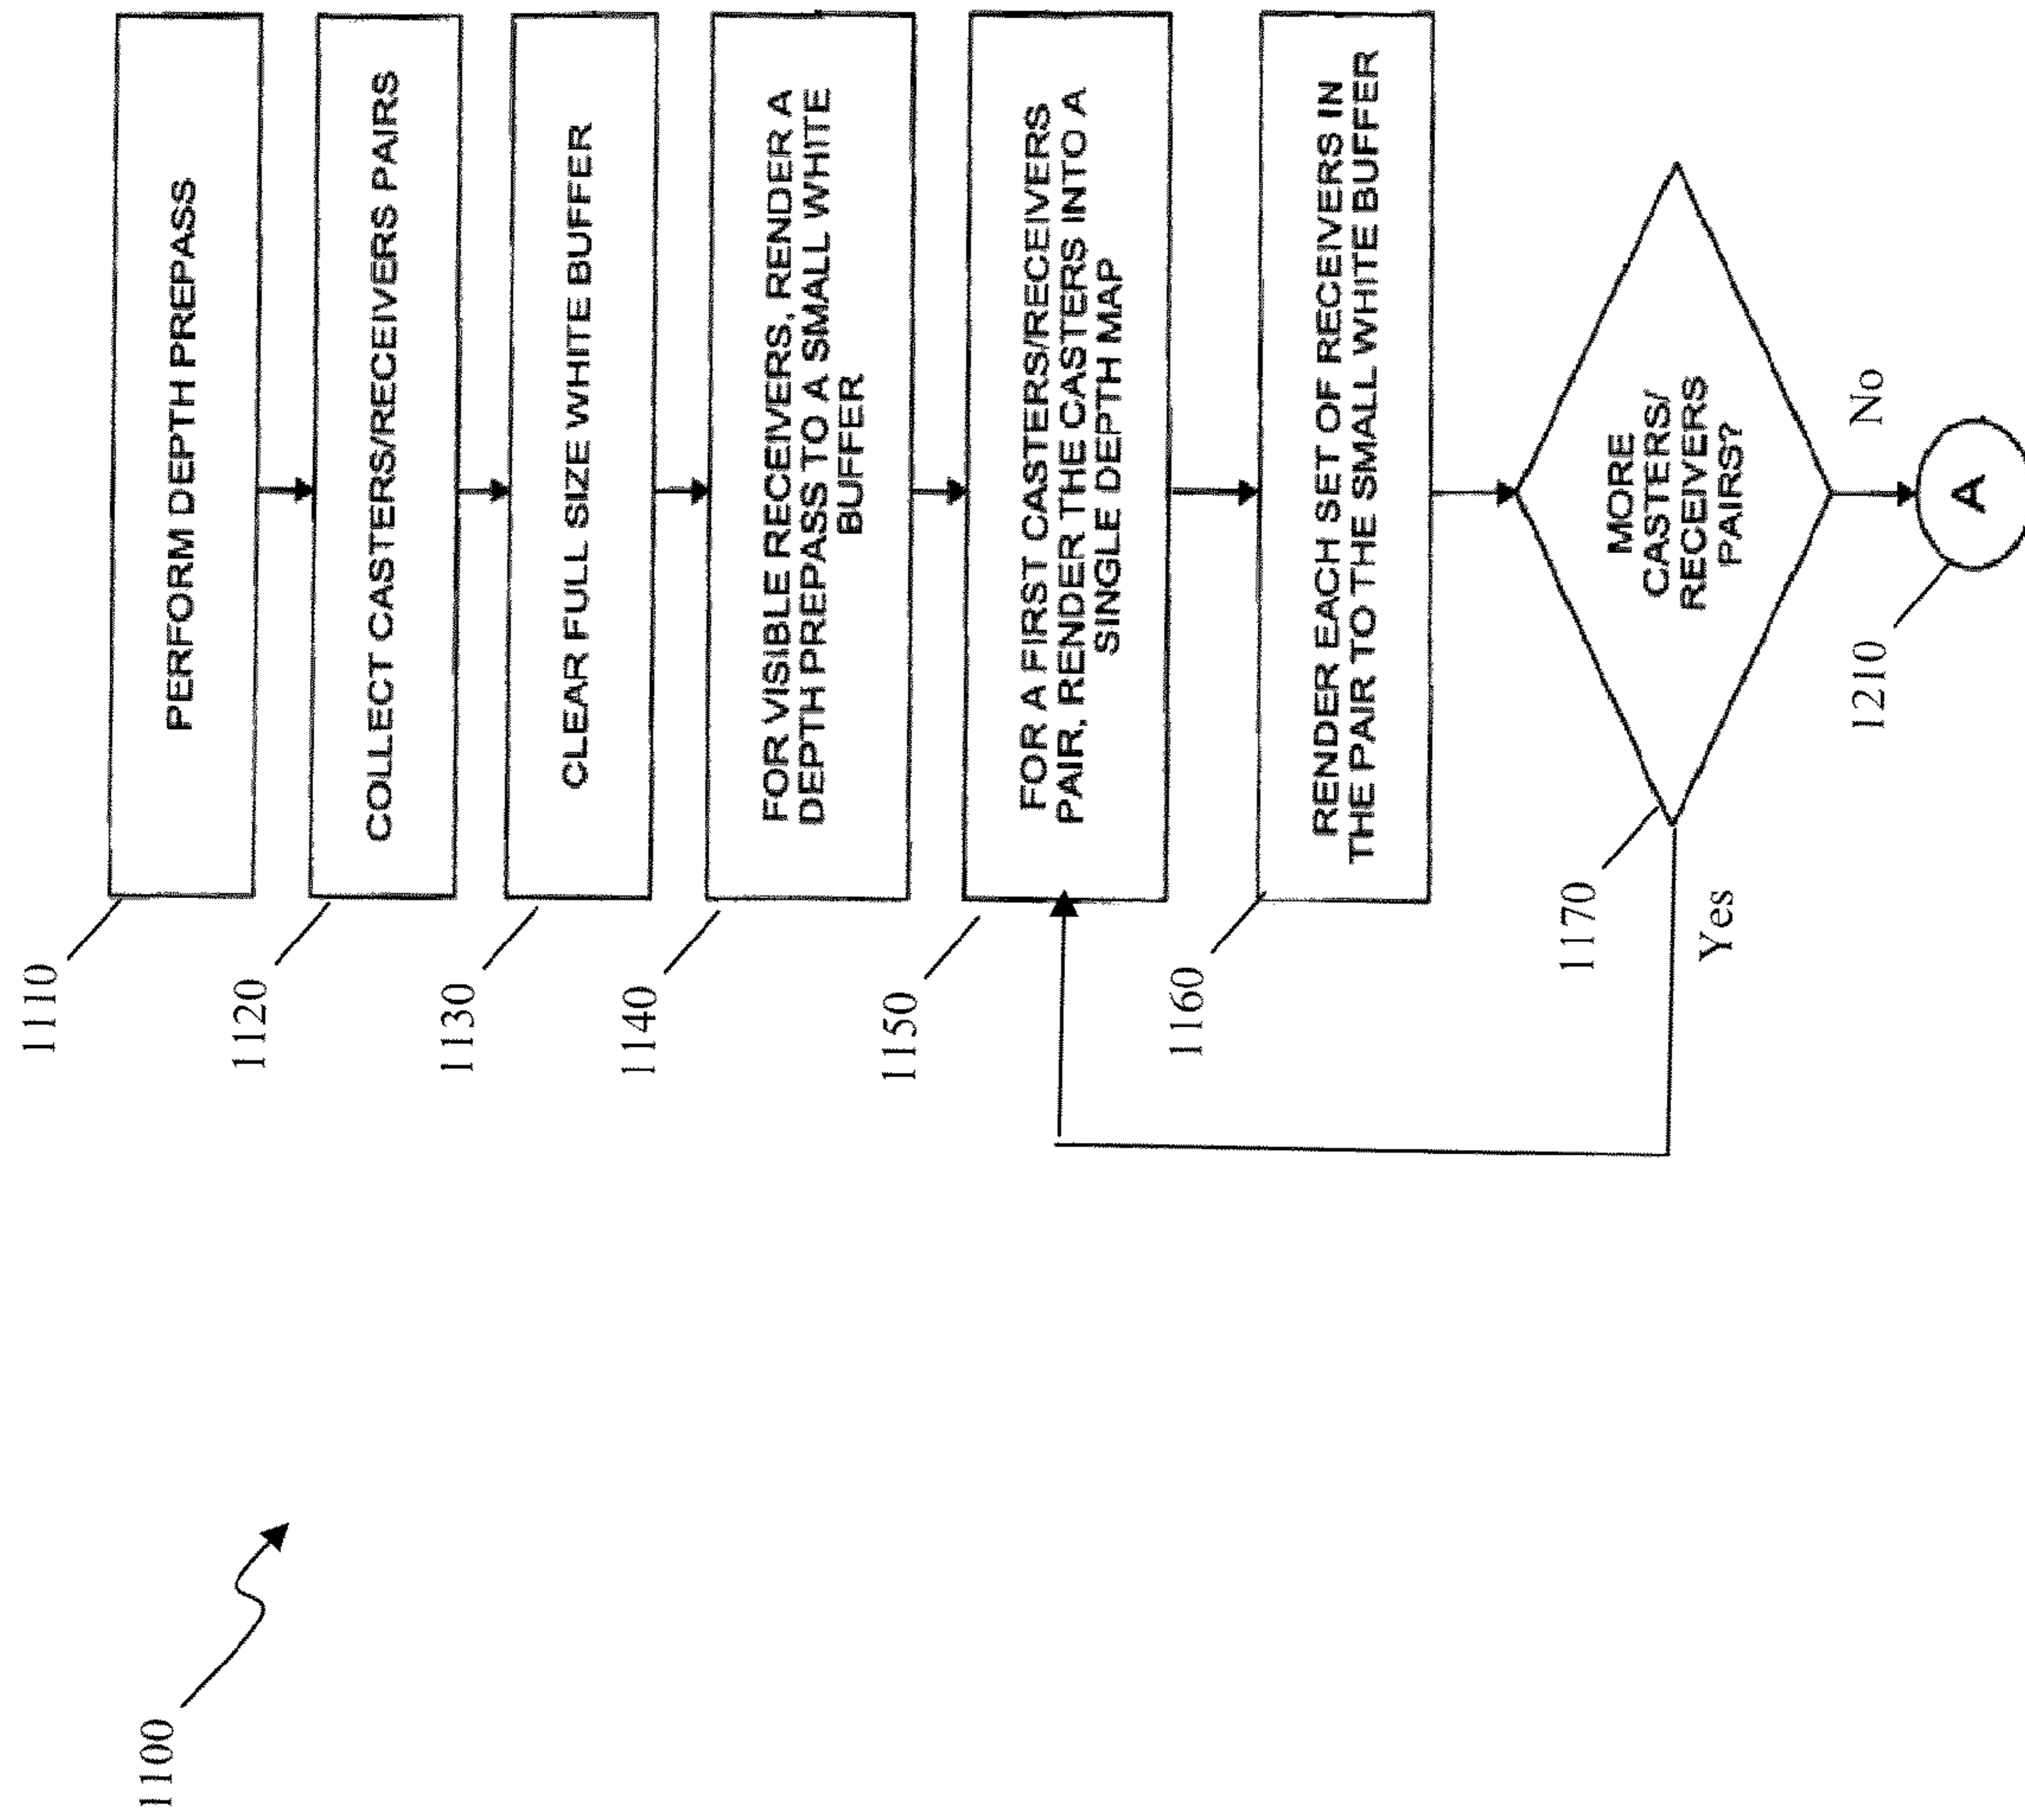 1100
1110
PERFORM DEPTH PREPASS
1120
COLLECT CASTERS/RECEIVERS PAIRS
1130
CLEAR FULL SIZE WHITE BUFFER
1140
FOR VISIBLE RECEIVERS, RENDER A
DEPTH PREPASS TO A SMALL WHITE
BUFFER
1150
FOR A FIRST CASTERS/RECEIVERS
PAIR, RENDER THE CASTERS INTO A
SINGLE DEPTH MAP
1160
RENDER EACH SET OF RECEIVERS IN
THE PAIR TO THE SMALL WHITE BUFFER
1170
MORE
CASTERS/
RECEIVERS
PAIRS?
Yes
No
1210
A